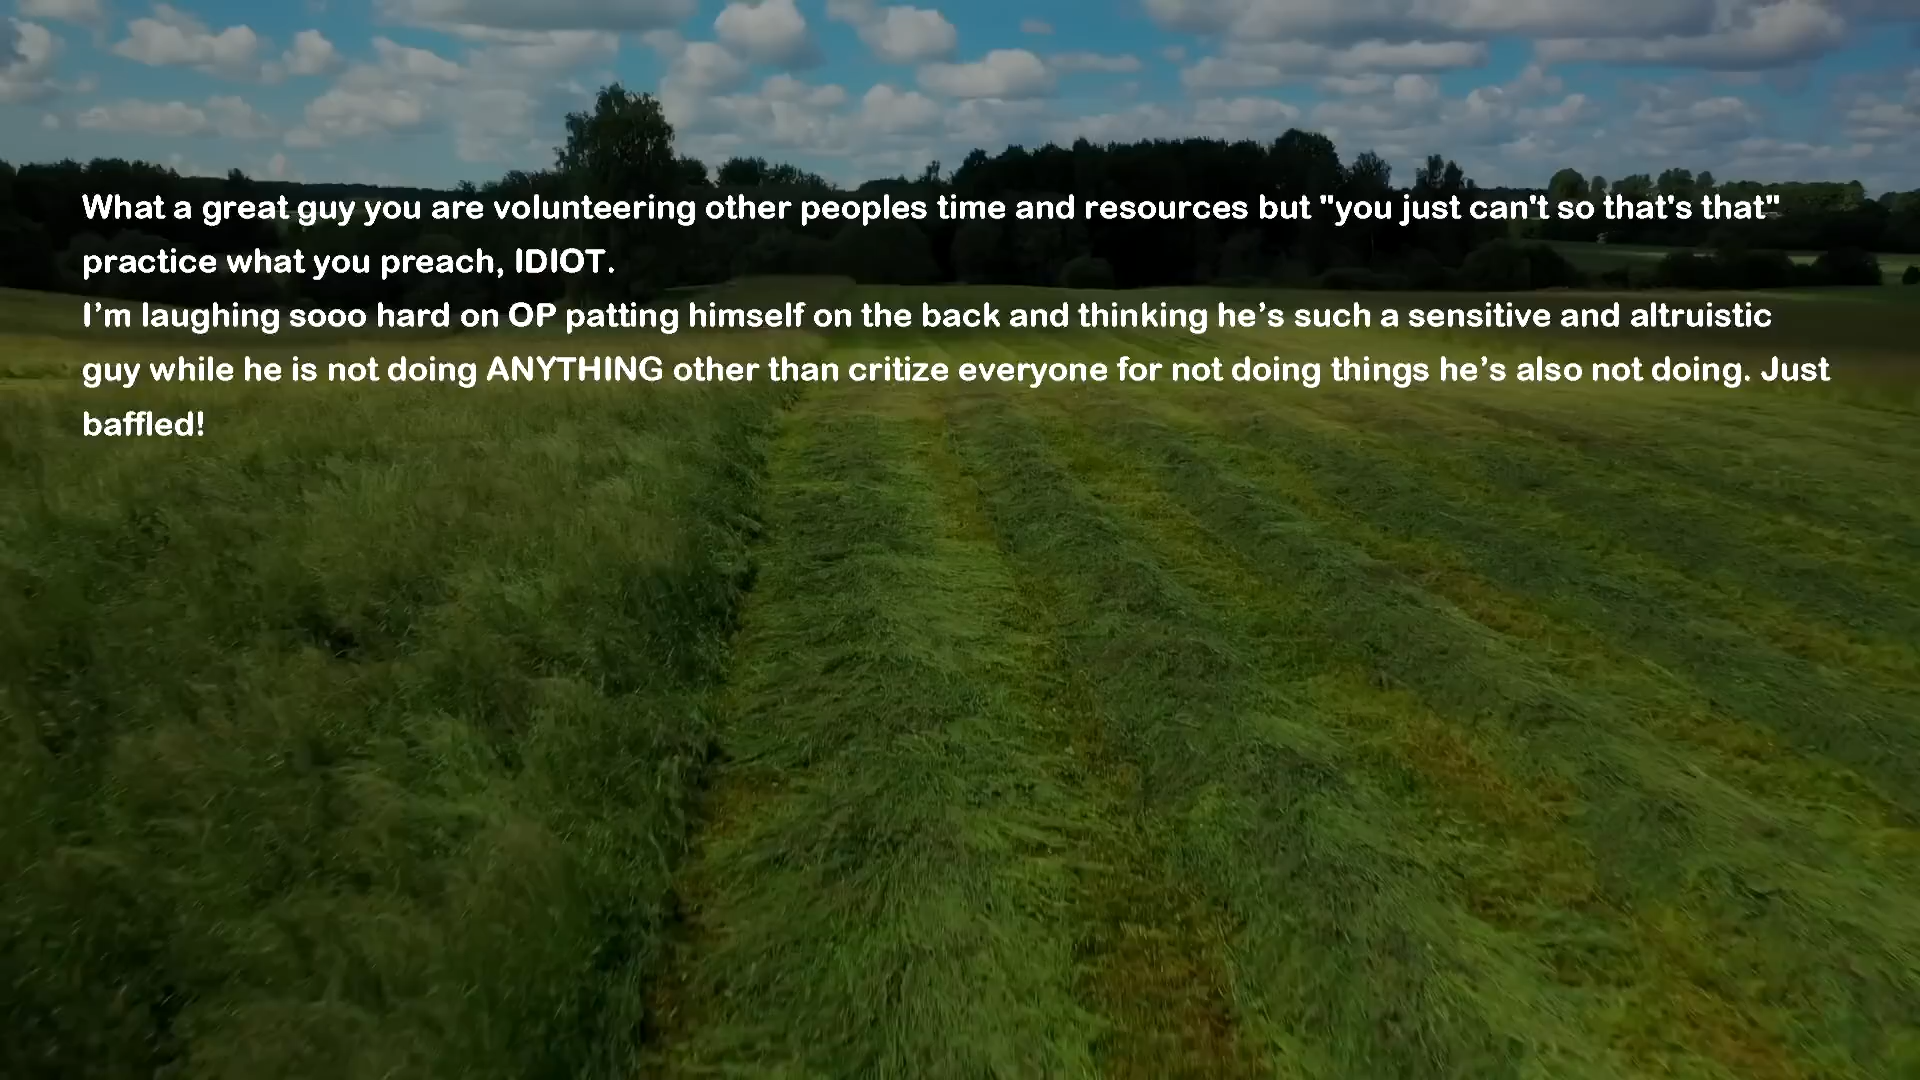 What a great guy you are volunteering other peoples time and resources but "you just can't so that's that"
practice what you preach, IDIOT.
I’m laughing sooo hard on OP patting himself on the back and thinking he’s such a sensitive and altruistic
guy while he is not doing ANYTHING other than critize everyone for not doing things he’s also not doing. Just
baffled!